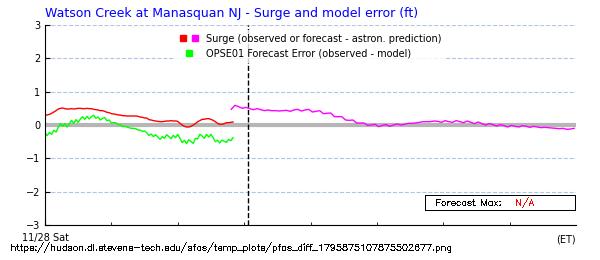 Watson Creek at Manasquan NJ - Surge and model error (ft)
3
Surge (observed or forecast - astron. prediction)
OPSE01 Forecast Error (observed - model)
2
1
0
−1
−2
Forecast Max: N/A
−3
11/28 Sat
(ET)
https://hudson.dl.stevens-tech.edu/sfas/temp_plots/pfas_diff_1795875107875502677.png